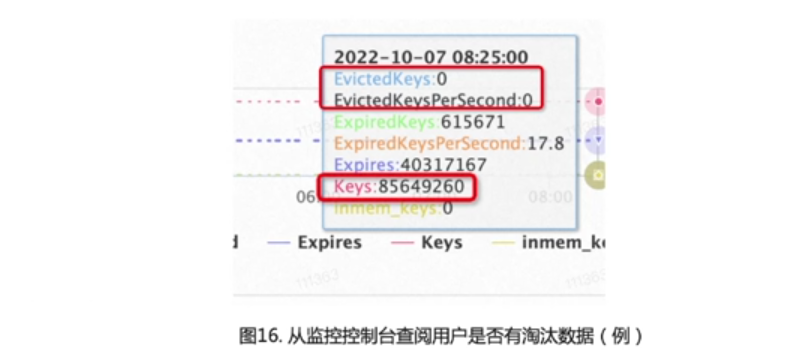 2022-10-07 08:25:00
EvictedKeys:0
EvictedKeysPerSecond:0
ExpiredKeys:615671
ExpiredKeysPerSecond:17.8
Expires:40317167
Keys:85649260
inmem_keys:0
06: 08:00
d Expires Keys inmem_ke
图16. 从监控控制台查阅用户是否有淘汰数据（例）